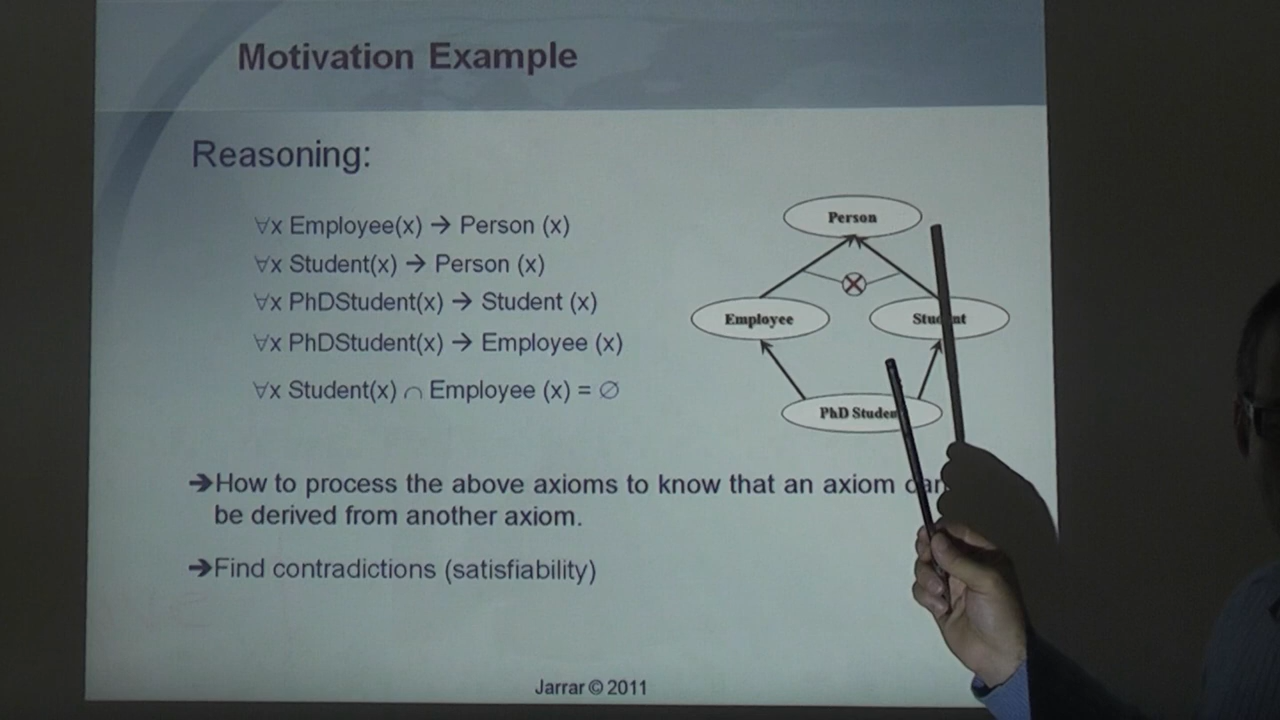 Motivation Example
Reasoning:
∀x Employee(x) → Person (x)
∀x Student(x) → Person (x)
∀x PhDStudent(x) → Student (x)
∀x PhDStudent(x) → Employee (x)
∀x Student(x) ∩ Employee (x) = ∅
Person
Employee
Student
PhD Student
➔How to process the above axioms to know that an axiom can
be derived from another axiom.
➔Find contradictions (satisfiability)
Jarrar © 2011